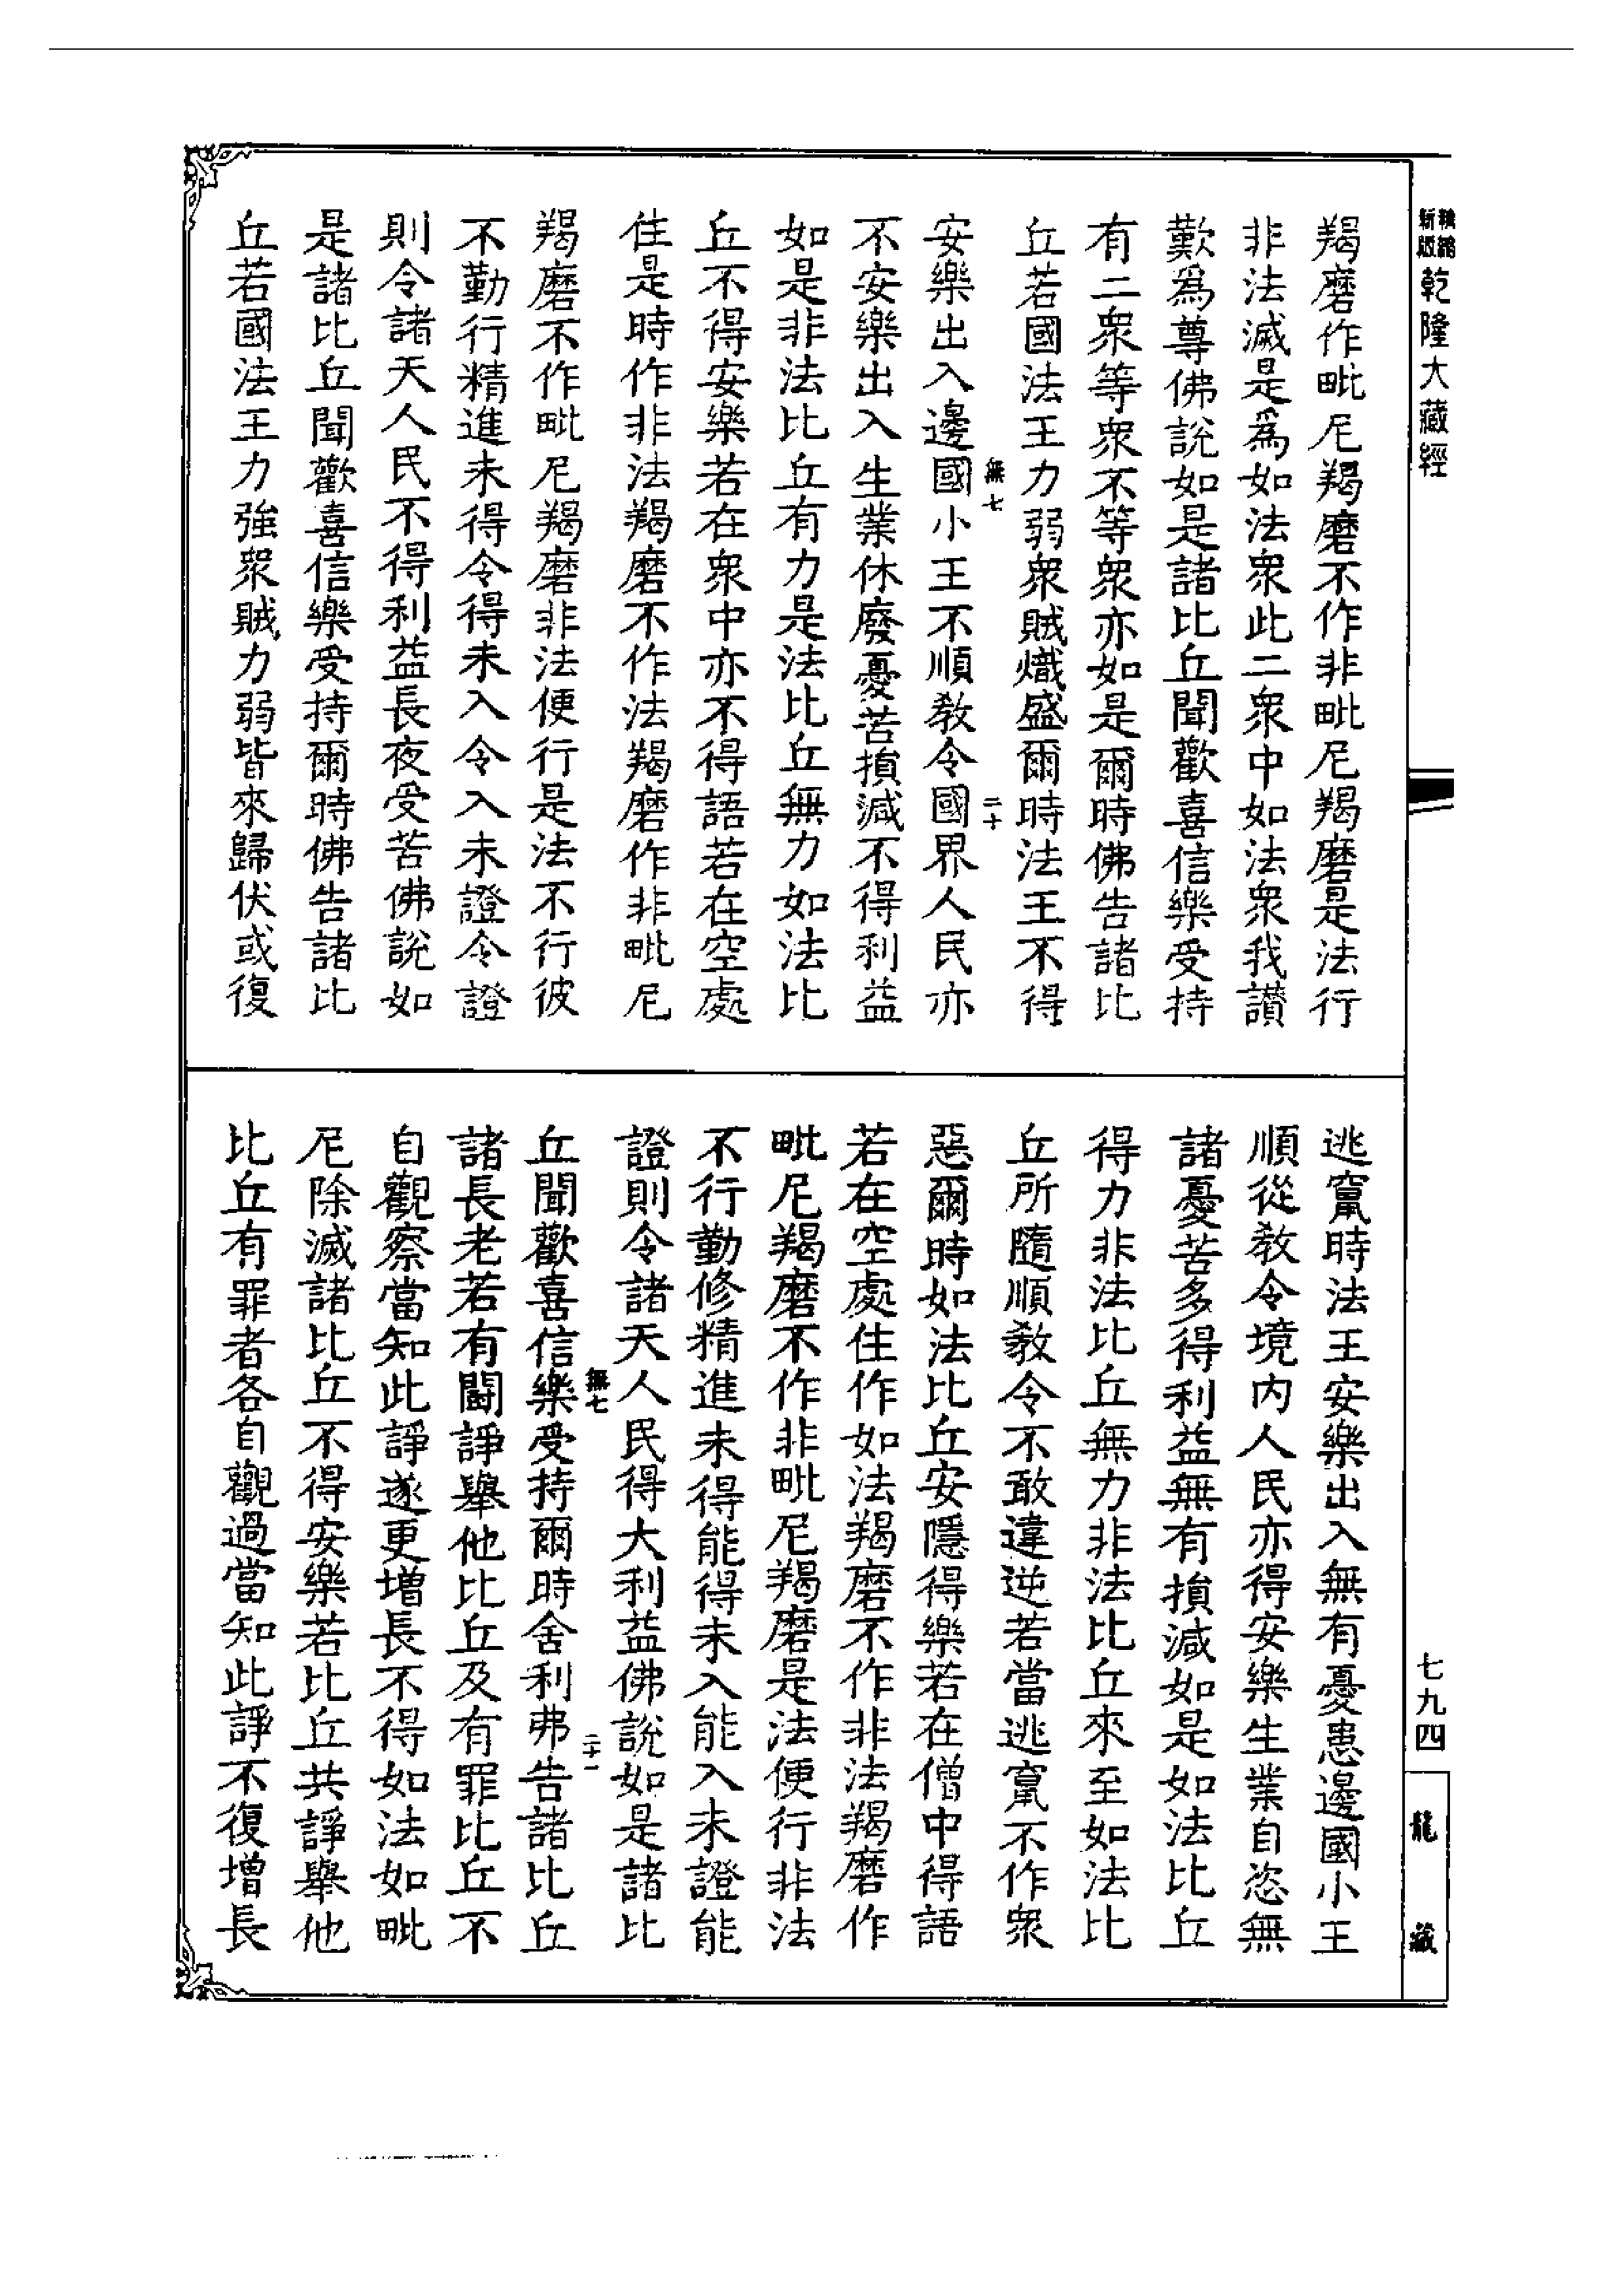 精縮新版乾隆大藏經
羯磨作毗尼羯磨不作非毗尼羯磨是法行
非法滅是爲如法衆此二衆中如法衆我讃
歎爲尊佛說如是諸比丘聞歡喜信樂受持
有二衆等衆不等衆亦如是爾時佛告諸比
丘若國法王力弱衆賊熾盛爾時法王不得
無七
二十
安樂出入邊國小王不順教令國界人民亦
不安樂出入生業休廢憂苦損減不得利益
如是非法比丘有力是法比丘無力如法比
丘不得安樂若在衆中亦不得語若在空處
住是時作非法羯磨不作法羯磨作非毗尼
羯磨不作毗尼羯磨非法便行是法不行彼
不勤行精進未得令得未入令入未證令證
則令諸天人民不得利益長夜受苦佛說如
是諸比丘聞歡喜信樂受持爾時佛告諸比
丘若國法王力強衆賊力弱皆來歸伏或復
逃竄時法王安樂出入無有憂患邊國小王
順從教令境内人民亦得安樂生業自恣無
諸憂苦多得利益無有損減如是如法比丘
得力非法比丘無力非法比丘來至如法比
丘所隨順教令不敢違逆若當逃竄不作衆
惡爾時如法比丘安隱得樂若在僧中得語
若在空處住作如法羯磨不作非法羯磨作
毗尼羯磨不作非毗尼羯磨是法便行非法
不行勤修精進未得能得未入能入未證能
證則令諸天人民得大利益佛說如是諸比
無七
二十一
丘聞歡喜信樂受持爾時舍利弗告諸比丘
諸長老若有鬪諍舉他比丘及有罪比丘不
自觀察當知此諍遂更增長不得如法如毗
尼除滅諸比丘不得安樂若比丘共諍舉他
比丘有罪者各自觀過當知此諍不復增長
七九四
龍藏